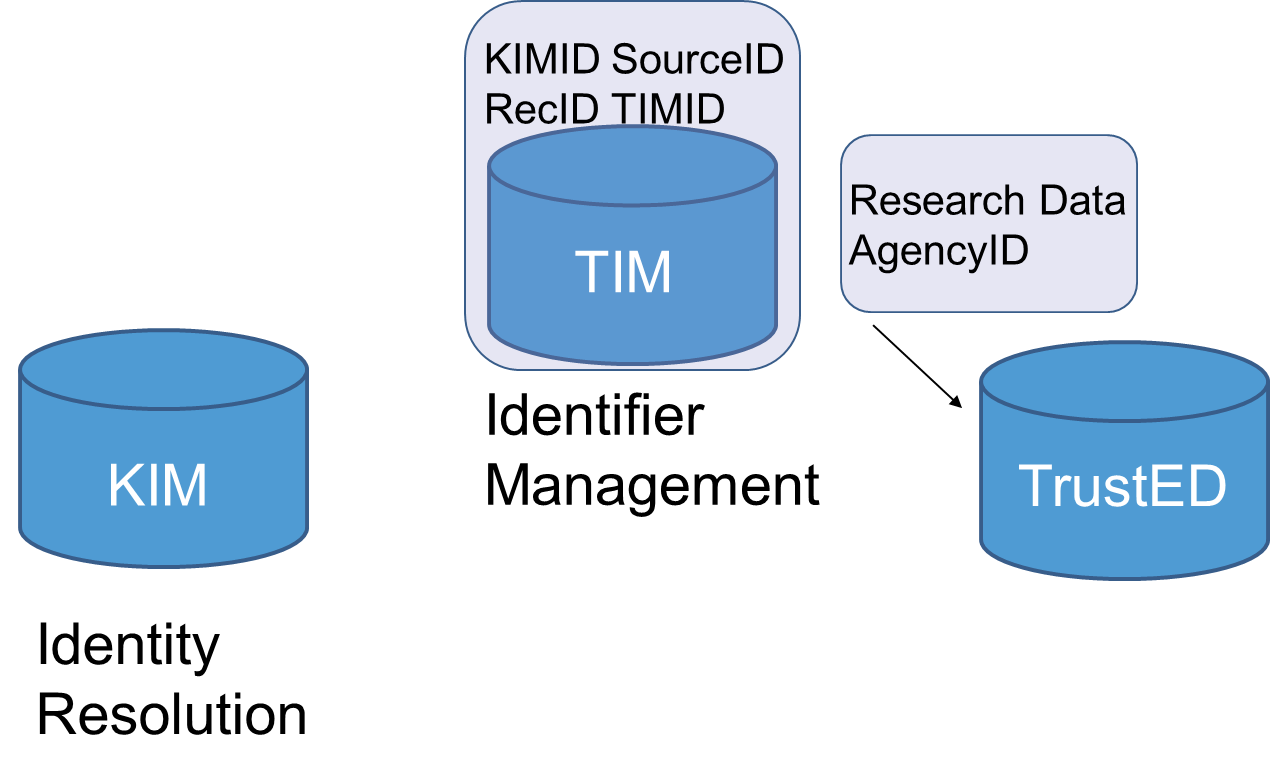 KIMID SourceID
RecID TIMID
TIM
Research Data
AgencyID
Identifier
Management
KIM
TrustED
Identity
Resolution